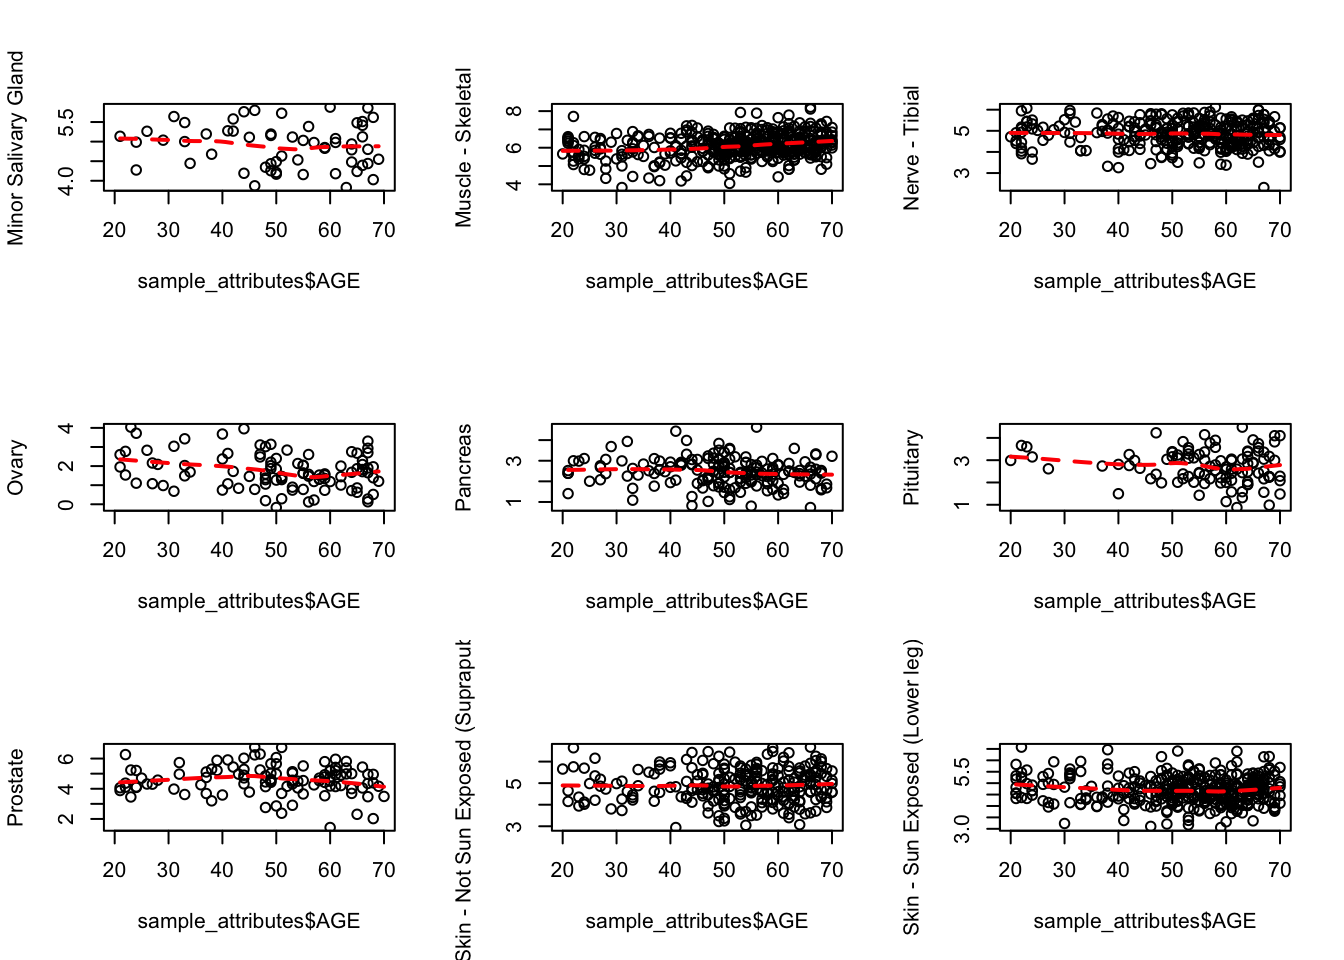 Minor Salivary Gland
5.5
4.0
20 30 40 50 60 70
sample_attributes$AGE
Muscle - Skeletal
8
6
4
20 30 40 50 60 70
sample_attributes$AGE
Nerve - Tibial
5
3
20 30 40 50 60 70
sample_attributes$AGE
Ovary
4
2
0
20 30 40 50 60 70
sample_attributes$AGE
Pancreas
3
1
20 30 40 50 60 70
sample_attributes$AGE
Pituitary
3
1
20 30 40 50 60 70
sample_attributes$AGE
Prostate
6
4
2
20 30 40 50 60 70
sample_attributes$AGE
Skin - Not Sun Exposed (Suprapub
5
3
20 30 40 50 60 70
sample_attributes$AGE
Skin - Sun Exposed (Lower leg)
5.5
3.0
20 30 40 50 60 70
sample_attributes$AGE